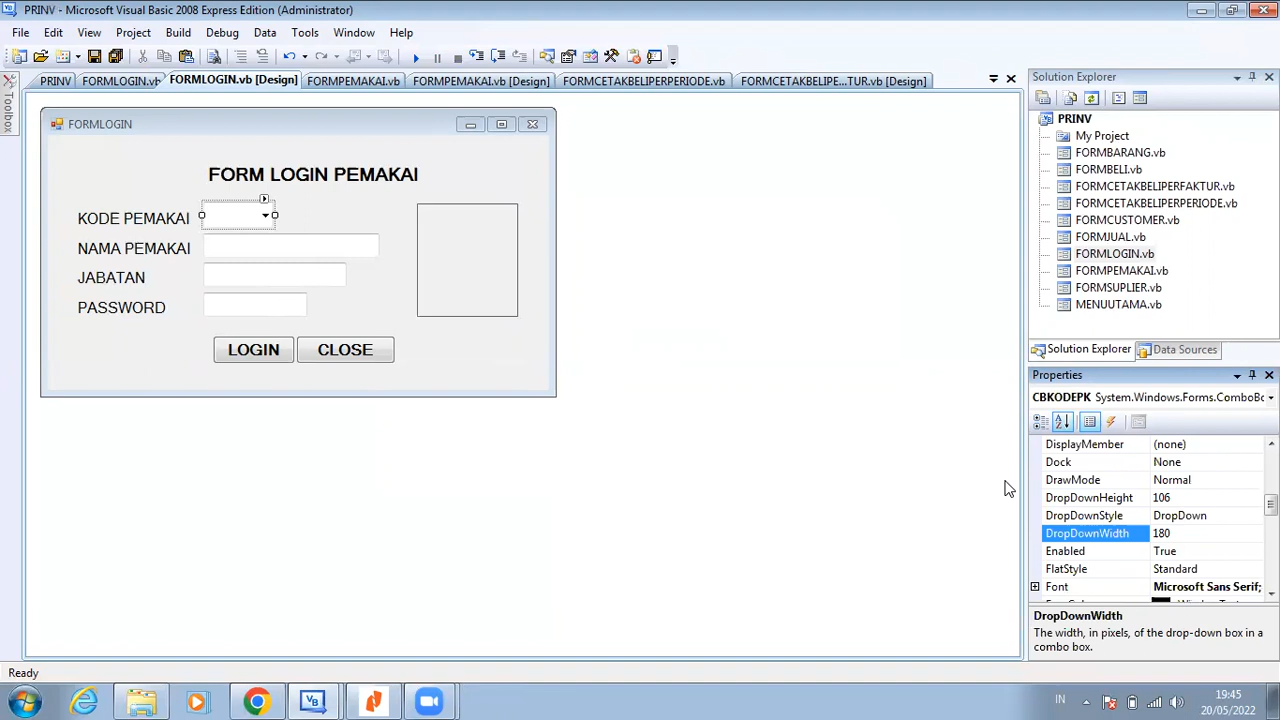 PRINV - Microsoft Visual Basic 2008 Express Edition (Administrator)
File Edit View Project Build Debug Data Tools Window Help
PRINV FORMLOGIN.vb FORMLOGIN.vb [Design] FORMPEMAKAI.vb FORMPEMAKAI.vb [Design] FORMCETAKBELIPERPERIODE.vb FORMCETAKBELIPE...TUR.vb [Design]
Toolbox
FORMLOGIN
FORM LOGIN PEMAKAI
KODE PEMAKAI
NAMA PEMAKAI
JABATAN
PASSWORD
LOGIN CLOSE
Solution Explorer
PRINV
My Project
FORMBARANG.vb
FORMBELI.vb
FORMCETAKBELIPERFAKTUR.vb
FORMCETAKBELIPERPERIODE.vb
FORMCUSTOMER.vb
FORMJUAL.vb
FORMLOGIN.vb
FORMPEMAKAI.vb
FORMSUPLIER.vb
MENUUTAMA.vb
Solution Explorer Data Sources
Properties
CBKODEPK System.Windows.Forms.ComboBo
DisplayMember (none)
Dock None
DrawMode Normal
DropDownHeight 106
DropDownStyle DropDown
DropDownWidth 180
Enabled True
FlatStyle Standard
Font Microsoft Sans Serif;
DropDownWidth
The width, in pixels, of the drop-down box in a
combo box.
Ready
IN
19:45
20/05/2022